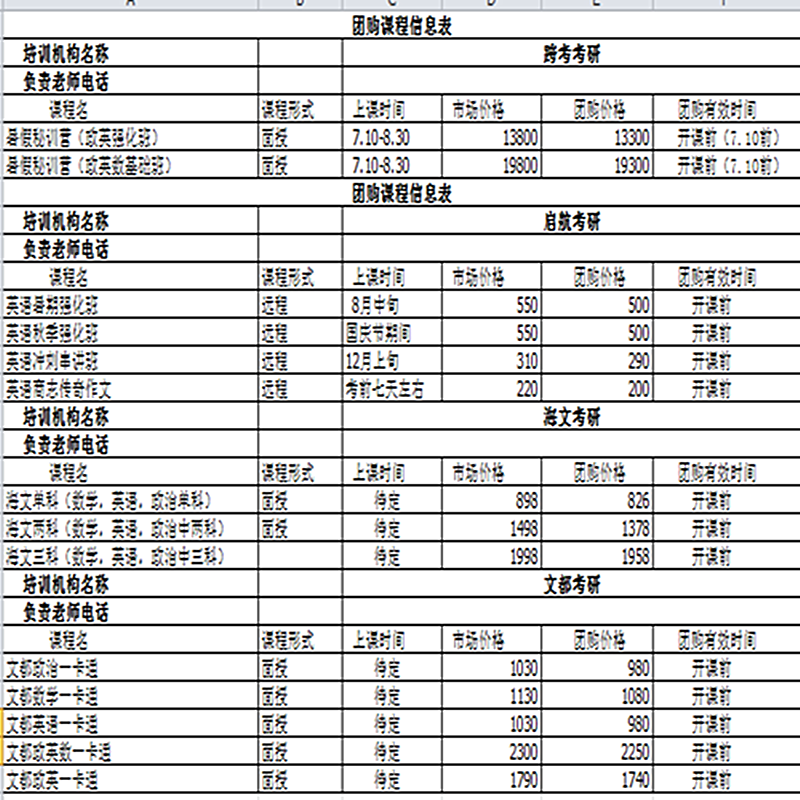 团购课程信息表
培训机构名称 跨考考研
负责老师电话
课程名 课程形式 上课时间 市场价格 团购价格 团购有效时间
暑假秘训营（政英强化班） 面授 7.10-8.30 13800 13300 开课前（7.10前）
暑假秘训营（政英数基础班） 面授 7.10-8.30 19800 19300 开课前（7.10前）
团购课程信息表
培训机构名称 启航考研
负责老师电话
课程名 课程形式 上课时间 市场价格 团购价格 团购有效时间
英语暑期强化班 远程 8月中旬 550 500 开课前
英语秋季强化班 远程 国庆节期间 550 500 开课前
英语冲刺串讲班 远程 12月上旬 310 290 开课前
英语商志传奇作文 远程 考前七天左右 220 200 开课前
培训机构名称 海文考研
负责老师电话
课程名 课程形式 上课时间 市场价格 团购价格 团购有效时间
海文单科（数学，英语，政治单科） 面授 待定 898 826 开课前
海文两科（数学，英语，政治中两科） 面授 待定 1498 1378 开课前
海文三科（数学，英语，政治中三科） 待定 1998 1958 开课前
培训机构名称 文都考研
负责老师电话
课程名 课程形式 上课时间 市场价格 团购价格 团购有效时间
文都政治一卡通 面授 待定 1030 980 开课前
文都数学一卡通 面授 待定 1130 1080 开课前
文都英语一卡通 面授 待定 1030 980 开课前
文都政英数一卡通 面授 待定 2300 2250 开课前
文都政英一卡通 面授 待定 1790 1740 开课前